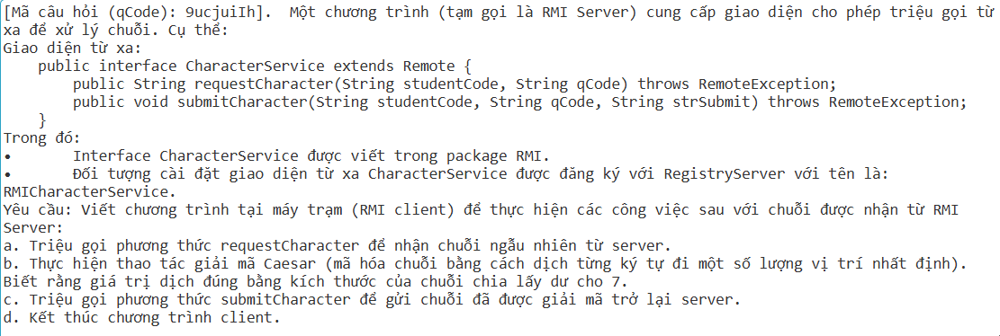 [Mã câu hỏi (qCode): 9ucjuiIh].  Một chương trình (tạm gọi là RMI Server) cung cấp giao diện cho phép triệu gọi từ
xa để xử lý chuỗi. Cụ thể:
Giao diện từ xa:
    public interface CharacterService extends Remote {
        public String requestCharacter(String studentCode, String qCode) throws RemoteException;
        public void submitCharacter(String studentCode, String qCode, String strSubmit) throws RemoteException;
    }
Trong đó:
•       Interface CharacterService được viết trong package RMI.
•       Đối tượng cài đặt giao diện từ xa CharacterService được đăng ký với RegistryServer với tên là:
RMICharacterService.
Yêu cầu: Viết chương trình tại máy trạm (RMI client) để thực hiện các công việc sau với chuỗi được nhận từ RMI
Server:
a. Triệu gọi phương thức requestCharacter để nhận chuỗi ngẫu nhiên từ server.
b. Thực hiện thao tác giải mã Caesar (mã hóa chuỗi bằng cách dịch từng ký tự đi một số lượng vị trí nhất định).
Biết rằng giá trị dịch đúng bằng kích thước của chuỗi chia lấy dư cho 7.
c. Triệu gọi phương thức submitCharacter để gửi chuỗi đã được giải mã trở lại server.
d. Kết thúc chương trình client.